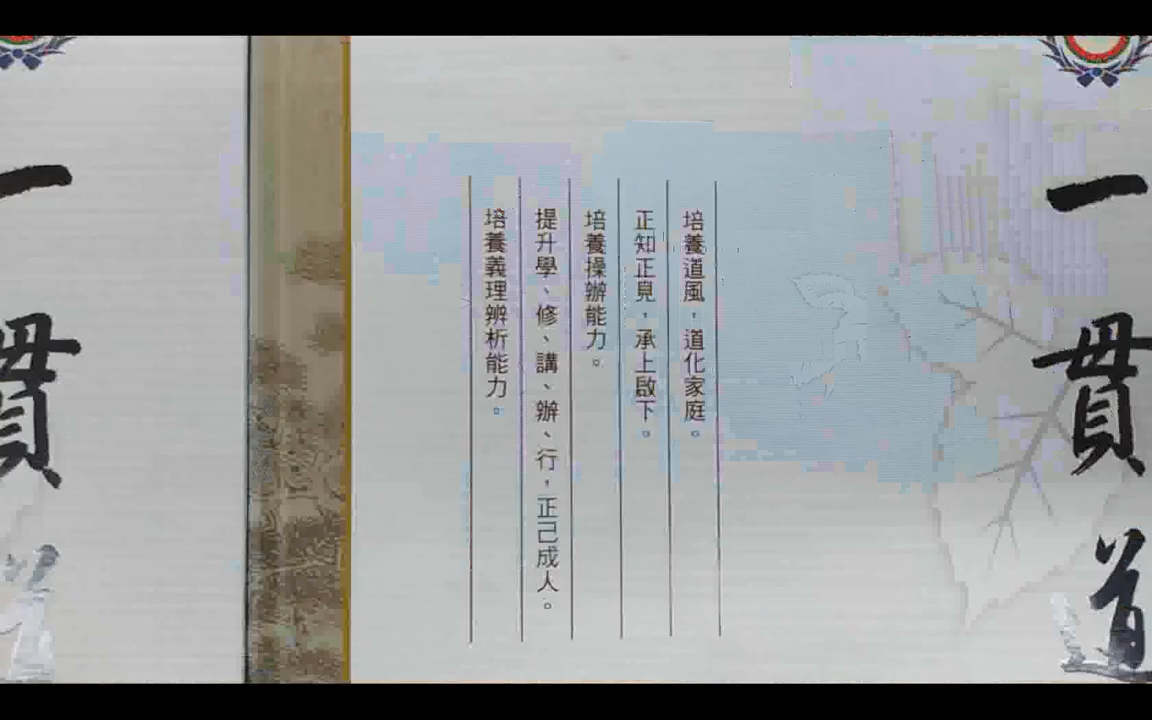 一貫道
培養道風，道化家庭。
正知正見，承上啟下。
培養操辦能力。
提升學、修、講、辦、行，正己成人。
培養義理辨析能力。
一貫